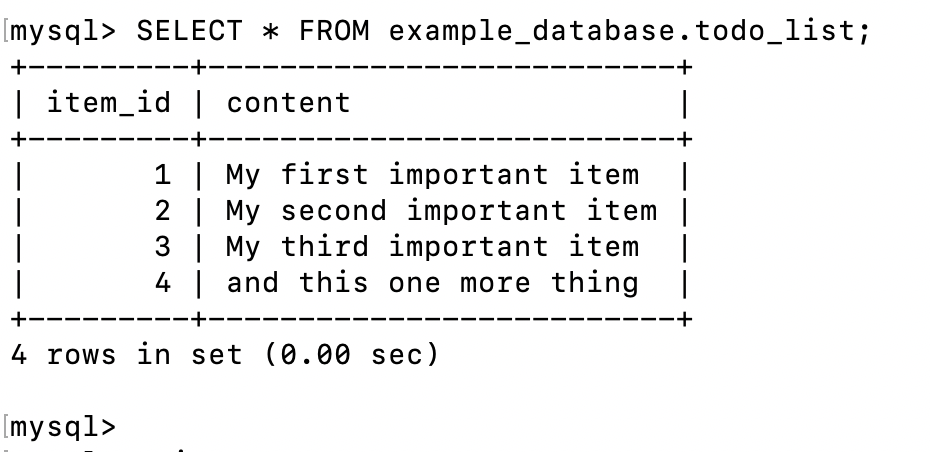 mysql> SELECT * FROM example_database.todo_list;
+---------+--------------------------+
| item_id | content                  |
+---------+--------------------------+
|       1 | My first important item  |
|       2 | My second important item |
|       3 | My third important item  |
|       4 | and this one more thing  |
+---------+--------------------------+
4 rows in set (0.00 sec)
mysql>